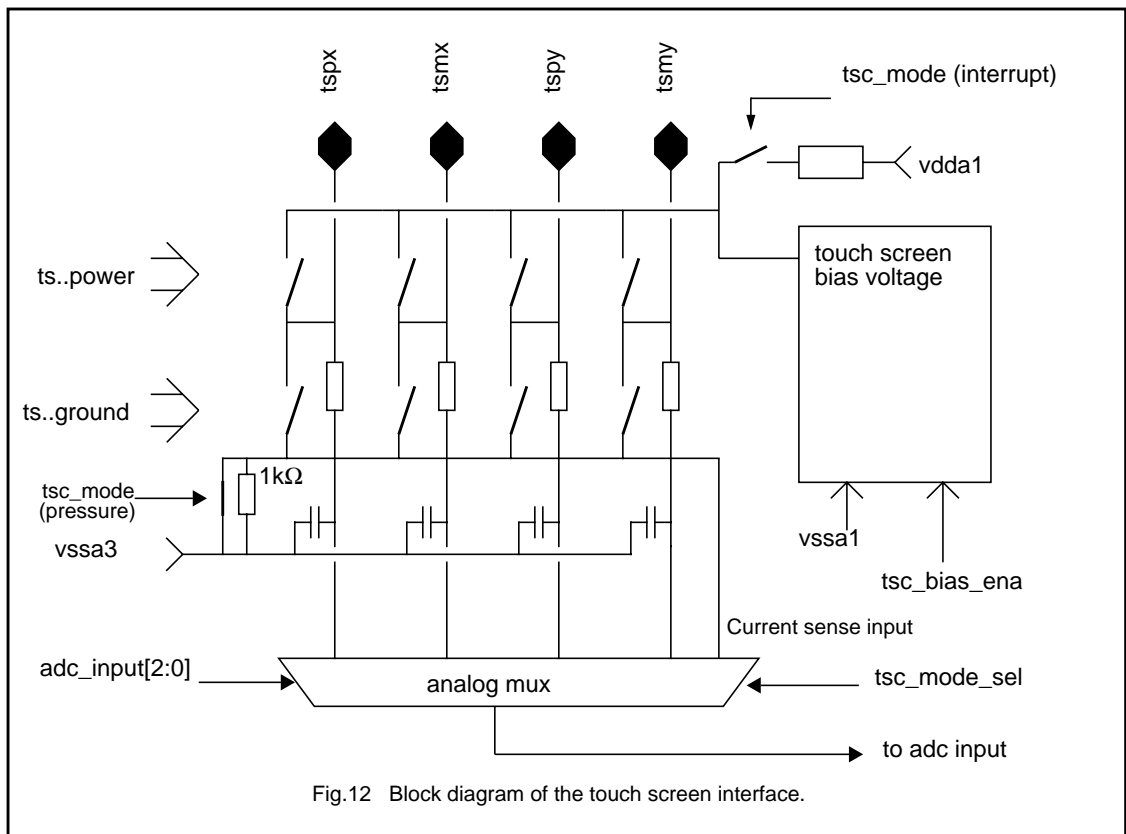 tspx
tsmx
tspy
tsmy
tsc_mode (interrupt)
vdda1
touch screen
bias voltage
ts..power
ts..ground
1kΩ
tsc_mode
(pressure)
vssa3
vssa1
tsc_bias_ena
Current sense input
adc_input[2:0]
analog mux
tsc_mode_sel
to adc input
Fig.12 Block diagram of the touch screen interface.